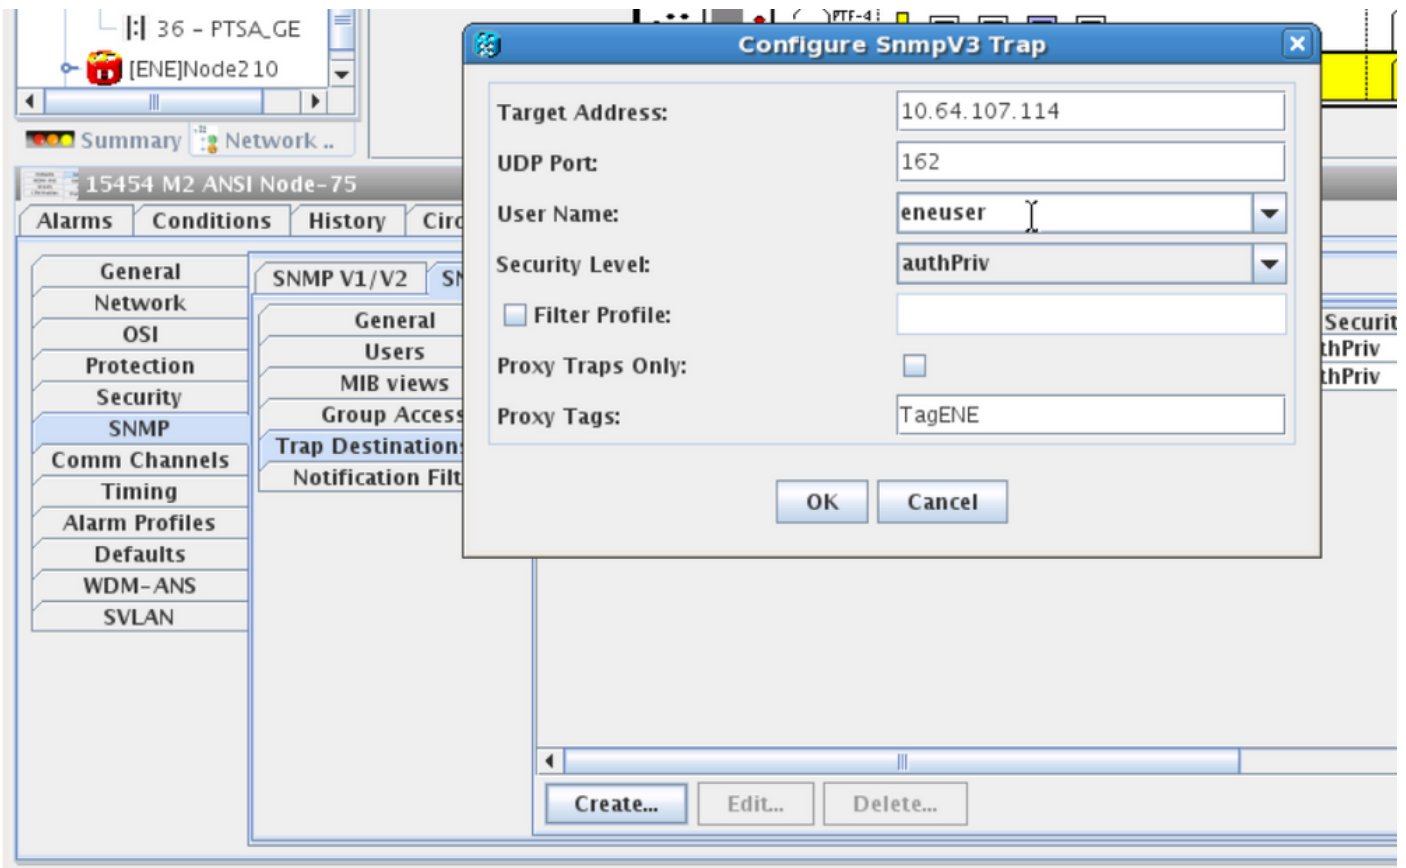 36 - PTSA_GE
[ENE]Node210
Summary
Network ..
PTF-4
15454 M2 ANSI Node-75
Alarms
Conditions
History
Circ
General
Network
OSI
Protection
Security
SNMP
Comm Channels
Timing
Alarm Profiles
Defaults
WDM-ANS
SVLAN
SNMP V1/V2
SN
General
Users
MIB views
Group Access
Trap Destination
Notification Filt
Configure SnmpV3 Trap
Target Address:
10.64.107.114
UDP Port:
162
User Name:
eneuser
Security Level:
authPriv
Filter Profile:
Proxy Traps Only:
Proxy Tags:
TagENE
OK
Cancel
Securit
thPriv
thPriv
Create...
Edit...
Delete...